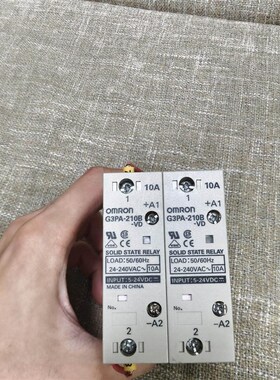 1
10A
OMRON
+A1
G3PA-210B
-VD
SOLID STATE RELAY
LOAD:50/60Hz
24-240VAC~ 10A
INPUT:5-24VDC
MADE IN CHINA
No.
-A2
2
1
10A
OMRON
+A1
G3PA-210B
-VD
SOLID STATE RELAY
LOAD:50/60Hz
24-240VAC~ 10A
INPUT:5-24VDC
No.
-A2
2